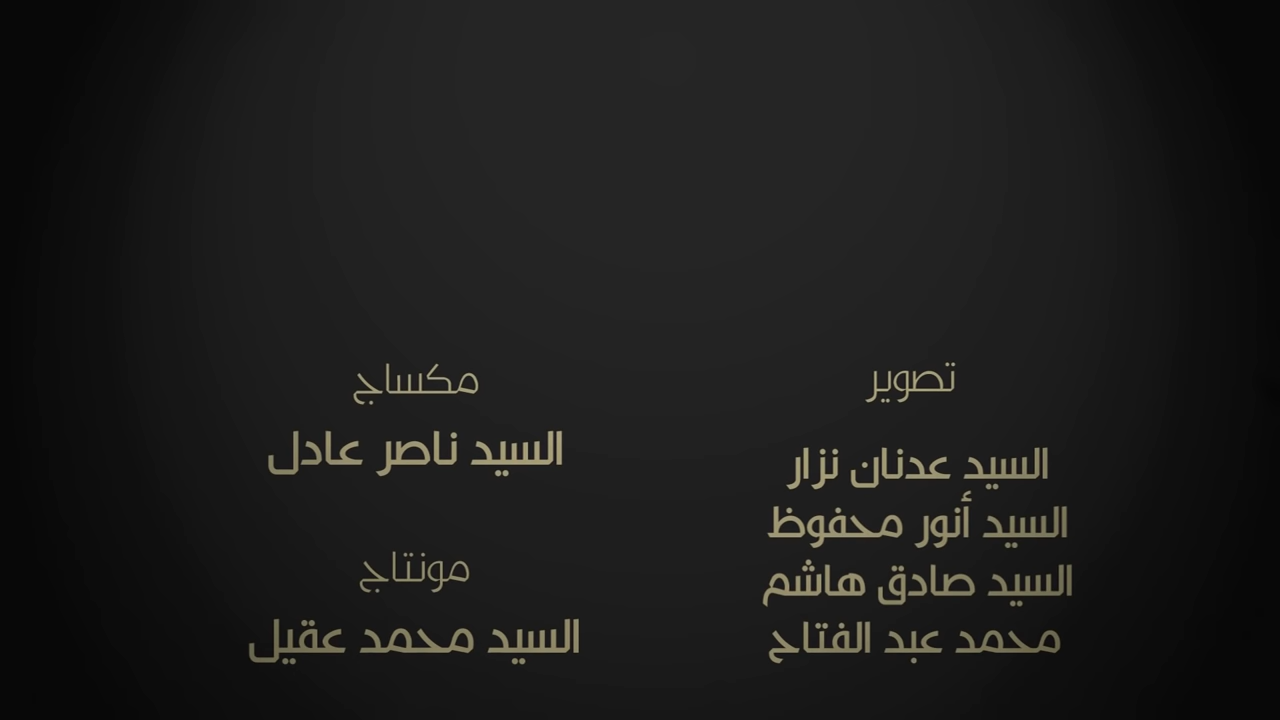 تصوير
السيد عدنان نزار
السيد أنور محفوظ
السيد صادق هاشم
محمد عبد الفتاح
مكساج
السيد ناصر عادل
مونتاج
السيد محمد عقيل